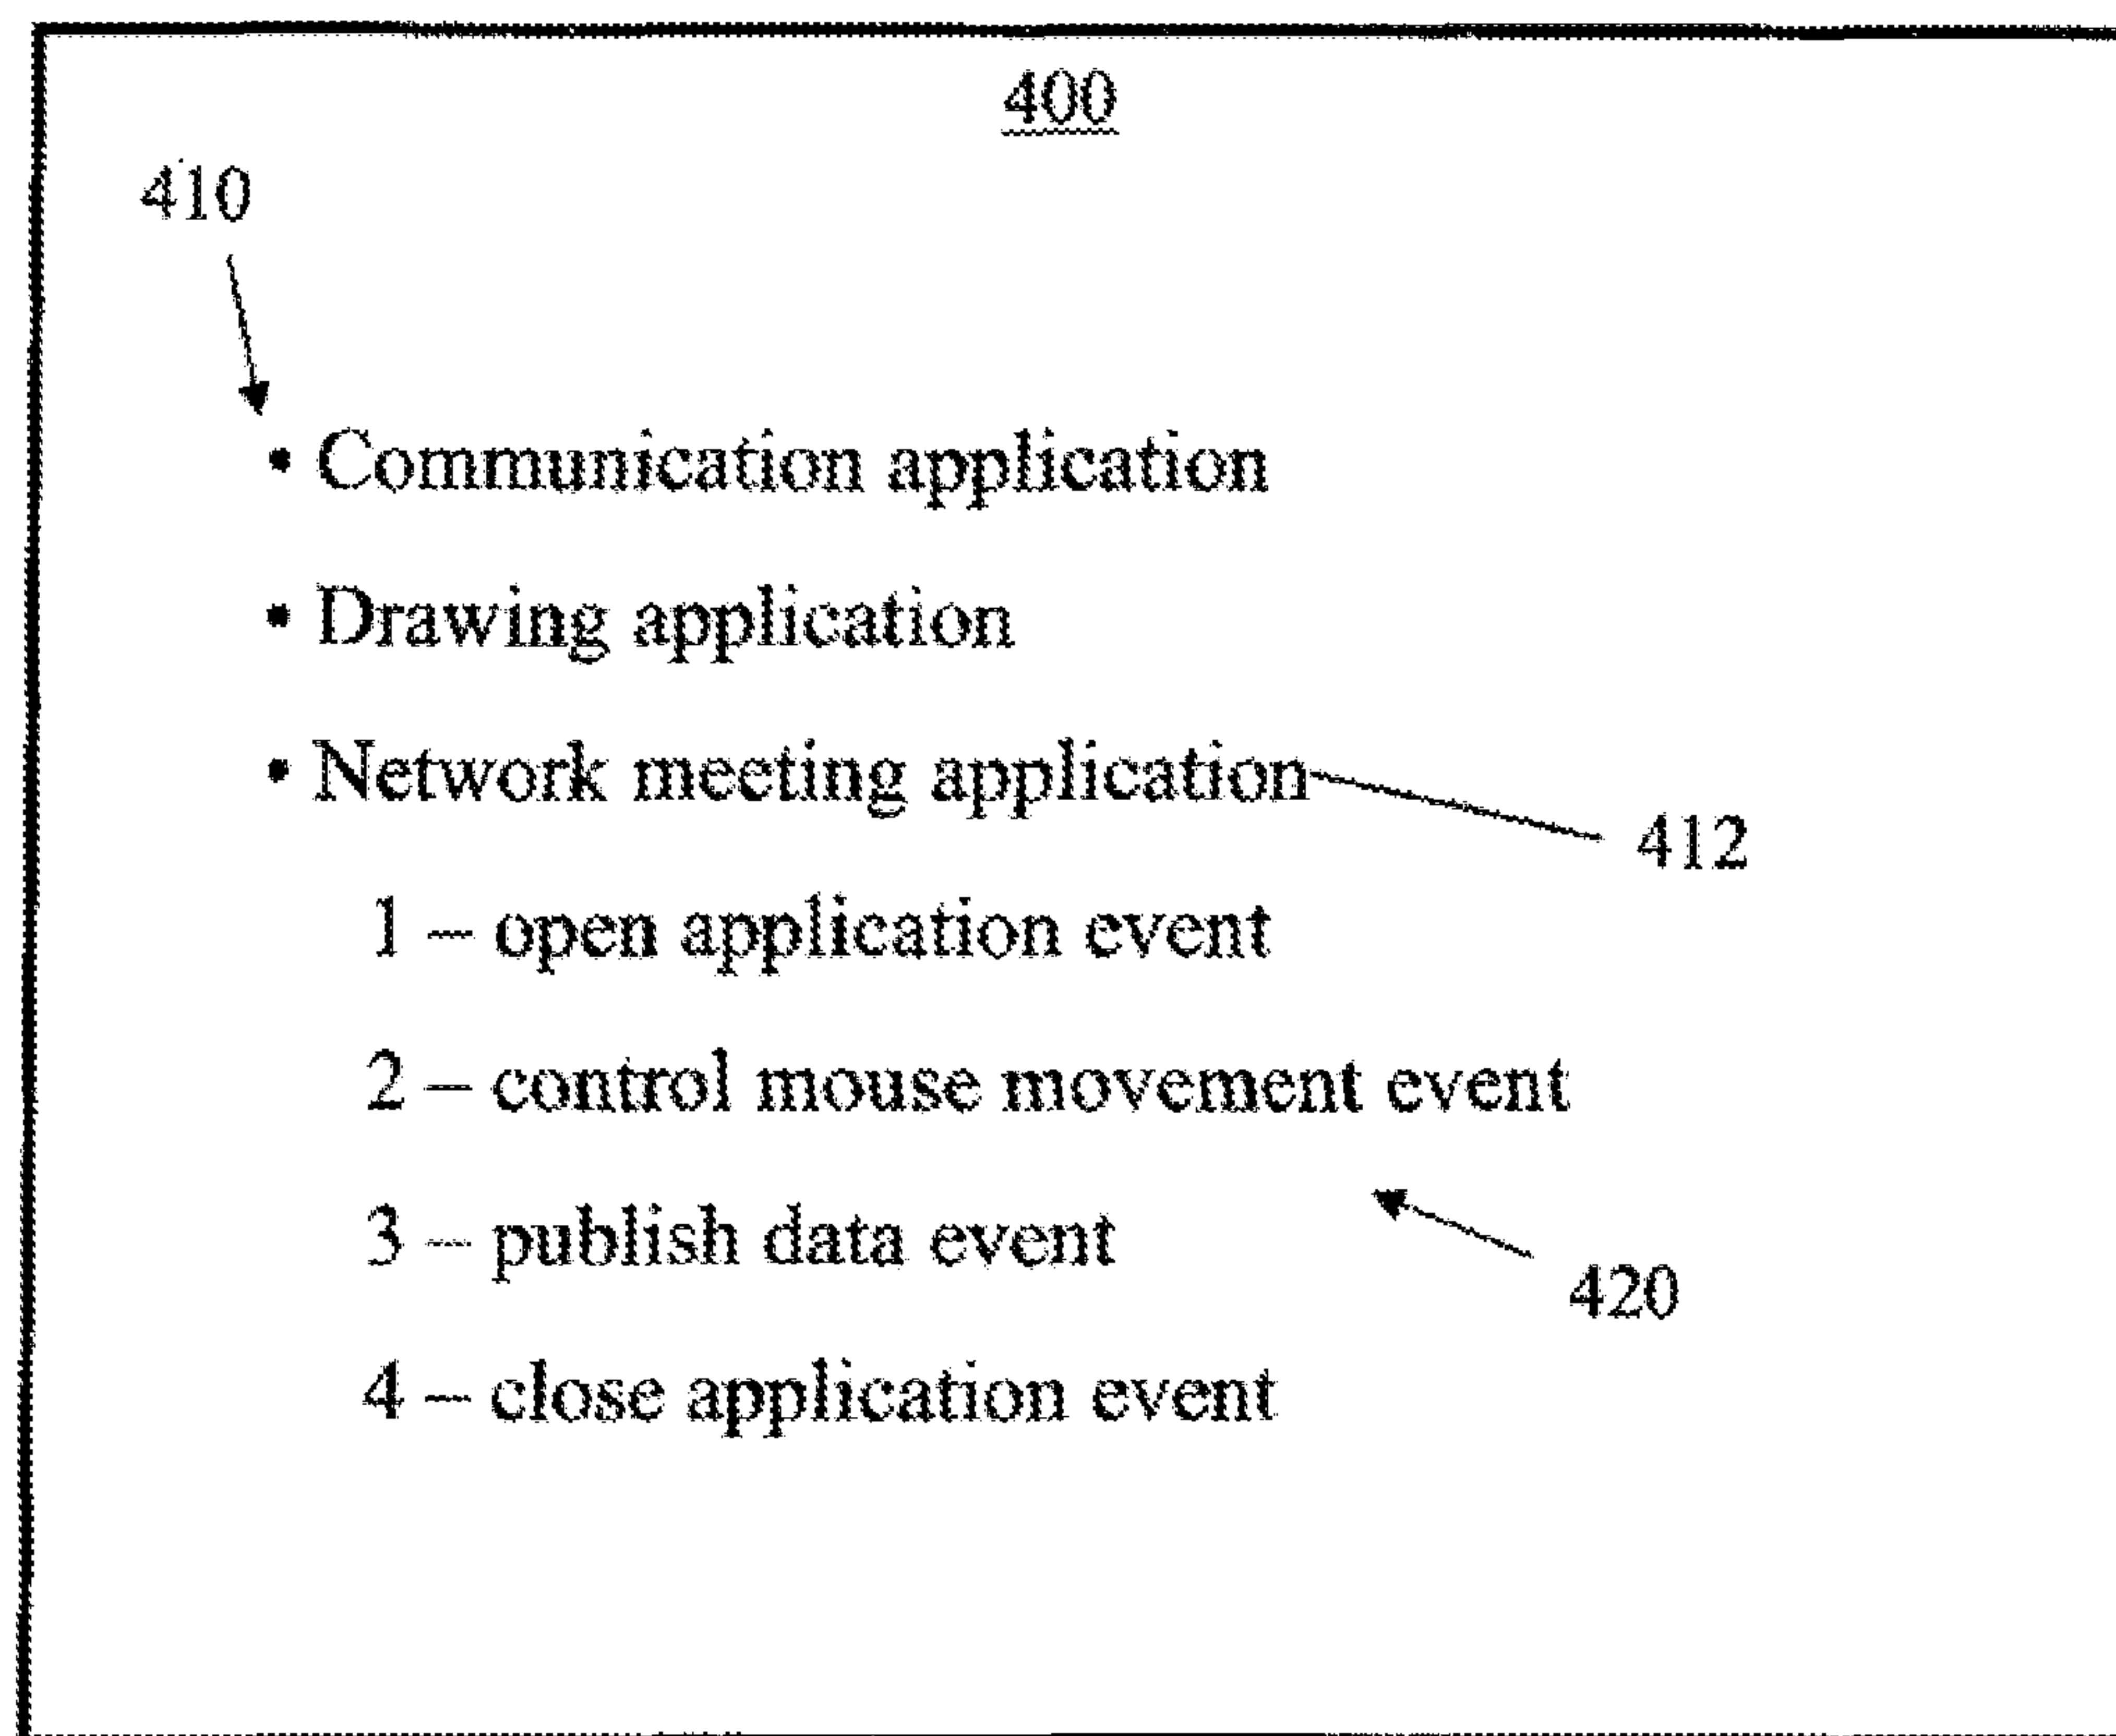 400
410
• Communication application
• Drawing application
• Network meeting application
412
1 – open application event
2 – control mouse movement event
3 – publish data event
420
4 – close application event